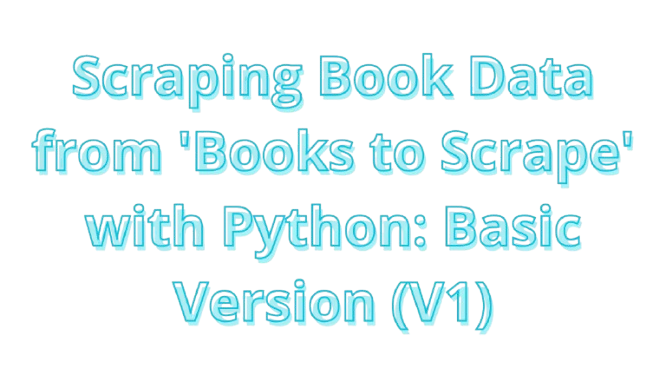 Scraping Book Data
from 'Books to Scrape'
with Python: Basic
Version (V1)